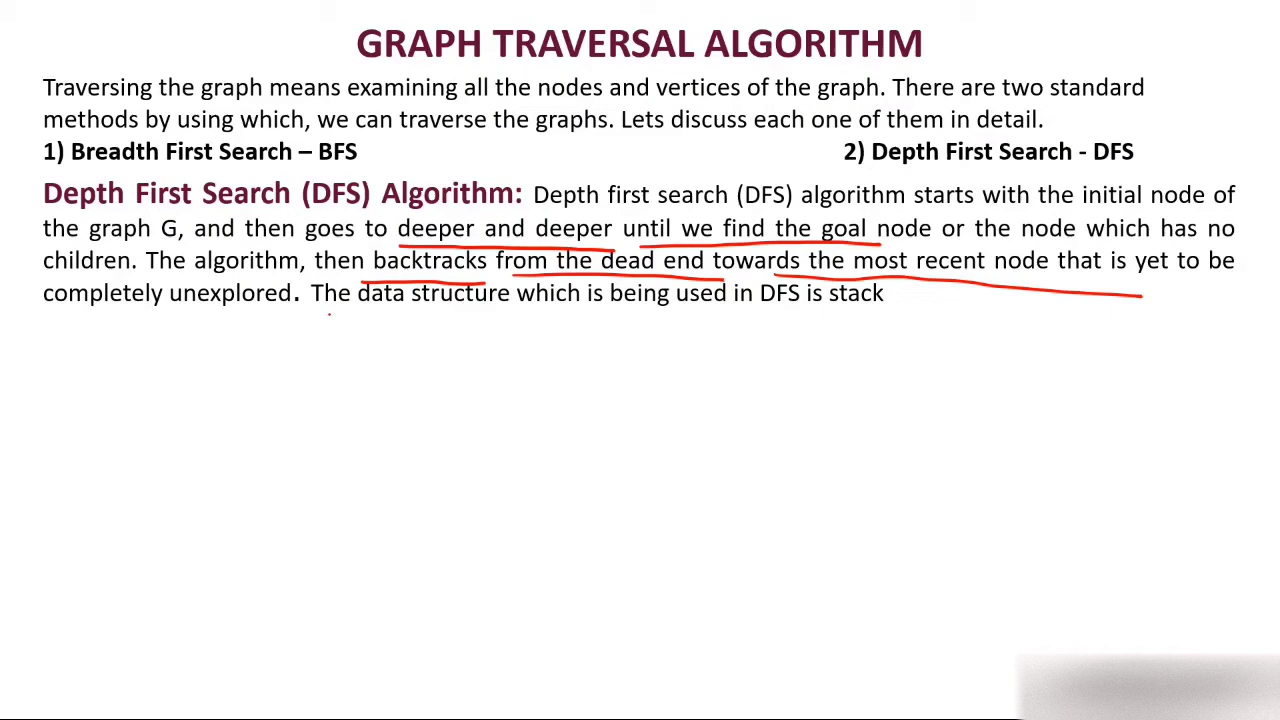 GRAPH TRAVERSAL ALGORITHM
Traversing the graph means examining all the nodes and vertices of the graph. There are two standard
methods by using which, we can traverse the graphs. Lets discuss each one of them in detail.
1) Breadth First Search – BFS 2) Depth First Search - DFS
Depth First Search (DFS) Algorithm: Depth first search (DFS) algorithm starts with the initial node of
the graph G, and then goes to deeper and deeper until we find the goal node or the node which has no
children. The algorithm, then backtracks from the dead end towards the most recent node that is yet to be
completely unexplored. The data structure which is being used in DFS is stack